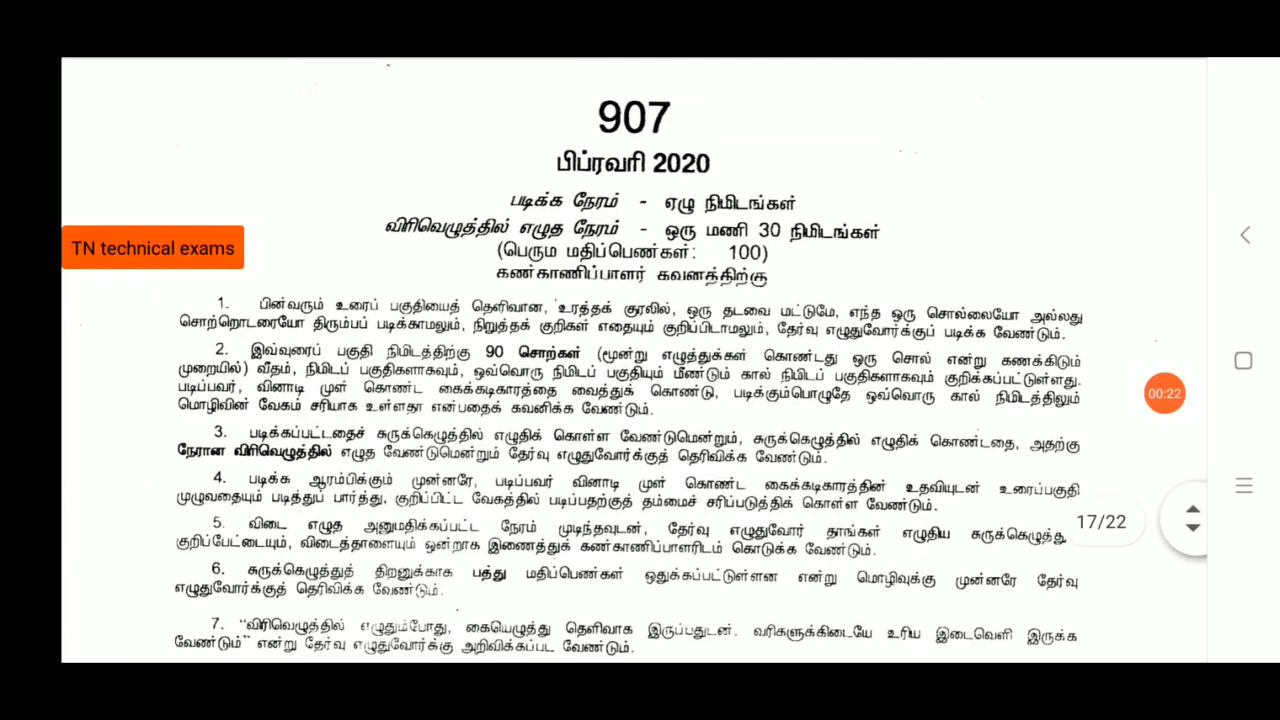 907
பிப்ரவரி 2020
படிக்க நேரம் - ஏழு நிமிடங்கள்
விரிவெழுத்தில் எழுத நேரம் - ஒரு மணி 30 நிமிடங்கள்
(பெரும மதிப்பெண்கள்: 100)
கண்காணிப்பாளர் கவனத்திற்கு
TN technical exams
1. பின்வரும் உரைப் பகுதியைத் தெளிவான, உரத்தக் குரலில், ஒரு தடவை மட்டுமே, எந்த ஒரு சொல்லையோ அல்லது
சொற்றொடரையோ திரும்பப் படிக்காமலும், நிறுத்தக் குறிகள் எதையும் குறிப்பிடாமலும், தேர்வு எழுதுவோர்க்குப் படிக்க வேண்டும்.
2. இவ்வுரைப் பகுதி நிமிடத்திற்கு 90 சொற்கள் (மூன்று எழுத்துக்கள் கொண்டது ஒரு சொல் என்று கணக்கிடும்
முறையில்) வீதம், நிமிடப் பகுதிகளாகவும், ஒவ்வொரு நிமிடப் பகுதியும் மீண்டும் கால் நிமிடப் பகுதிகளாகவும் குறிக்கப்பட்டுள்ளது.
படிப்பவர், வினாடி முள் கொண்ட கைக்கடிகாரத்தை வைத்துக் கொண்டு, படிக்கும்பொழுதே ஒவ்வொரு கால் நிமிடத்திலும்
மொழிவின் வேகம் சரியாக உள்ளதா என்பதைக் கவனிக்க வேண்டும்.
3. படிக்கப்பட்டதைச் சுருக்கெழுத்தில் எழுதிக் கொள்ள வேண்டுமென்றும், சுருக்கெழுத்தில் எழுதிக் கொண்டதை, அதற்கு
நேரான விரிவெழுத்தில் எழுத வேண்டுமென்றும் தேர்வு எழுதுவோர்க்குத் தெரிவிக்க வேண்டும்.
4. படிக்க ஆரம்பிக்கும் முன்னரே, படிப்பவர் வினாடி முள் கொண்ட கைக்கடிகாரத்தின் உதவியுடன் உரைப்பகுதி
முழுவதையும் படித்துப் பார்த்து, குறிப்பிட்ட வேகத்தில் படிப்பதற்குத் தம்மைச் சரிப்படுத்திக் கொள்ள வேண்டும்.
5. விடை எழுத அனுமதிக்கப்பட்ட நேரம் முடிந்தவுடன், தேர்வு எழுதுவோர் தாங்கள் எழுதிய சுருக்கெழுத்து
குறிப்பேட்டையும், விடைத்தாளையும் ஒன்றாக இணைத்துக் கண்காணிப்பாளரிடம் கொடுக்க வேண்டும்.
6. சுருக்கெழுத்துத் திறனுக்காக பத்து மதிப்பெண்கள் ஒதுக்கப்பட்டுள்ளன என்று மொழிவுக்கு முன்னரே தேர்வு
எழுதுவோர்க்குத் தெரிவிக்க வேண்டும்.
7. "விரிவெழுத்தில் எழுதும்போது, கையெழுத்து தெளிவாக இருப்பதுடன். வரிகளுக்கிடையே உரிய இடைவெளி இருக்க
வேண்டும்" என்று தேர்வு எழுதுவோர்க்கு அறிவிக்கப்பட வேண்டும்.
00:22
17/22